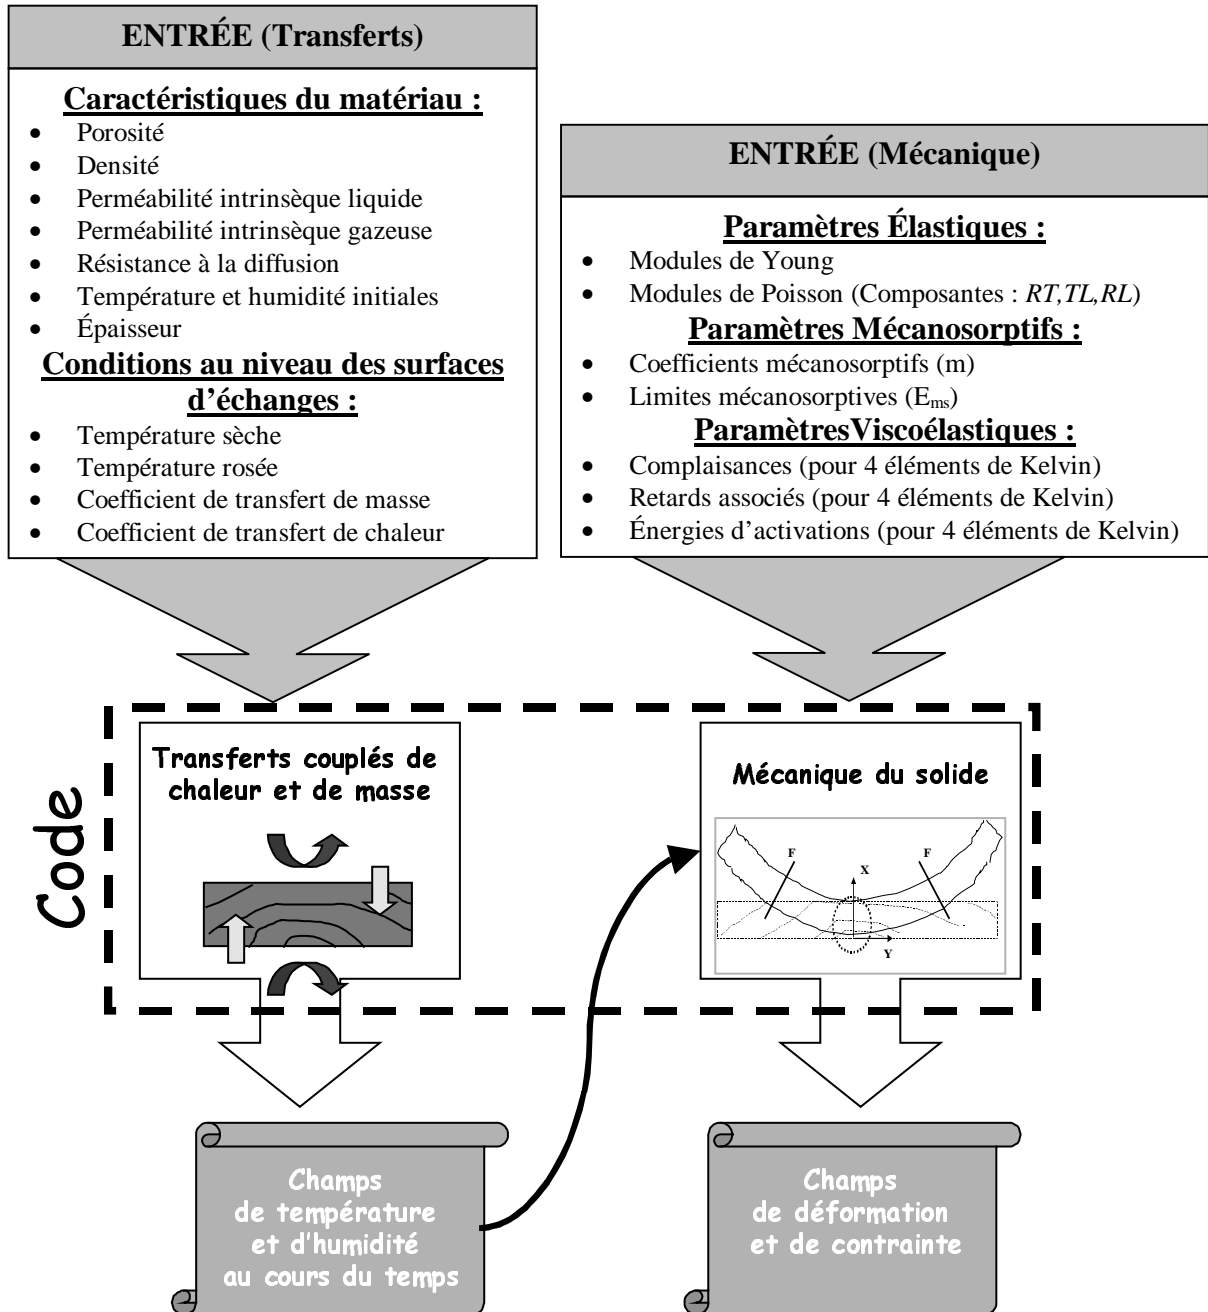 ENTRÉE (Transferts)
Caractéristiques du matériau :
• Porosité
• Densité
• Perméabilité intrinsèque liquide
• Perméabilité intrinsèque gazeuse
• Résistance à la diffusion
• Température et humidité initiales
• Épaisseur
Conditions au niveau des surfaces
d’échanges :
• Température sèche
• Température rosée
• Coefficient de transfert de masse
• Coefficient de transfert de chaleur
ENTRÉE (Mécanique)
Paramètres Élastiques :
• Modules de Young
• Modules de Poisson (Composantes : RT,TL,RL)
Paramètres Mécanosorptifs :
• Coefficients mécanosorptifs (m)
• Limites mécanosorptives (Ems)
ParamètresViscoélastiques :
• Complaisances (pour 4 éléments de Kelvin)
• Retards associés (pour 4 éléments de Kelvin)
• Énergies d’activations (pour 4 éléments de Kelvin)
Code
Transferts couplés de
chaleur et de masse
Mécanique du solide
F
F
X
Y
Champs
de température
et d’humidité
au cours du temps
Champs
de déformation
et de contrainte